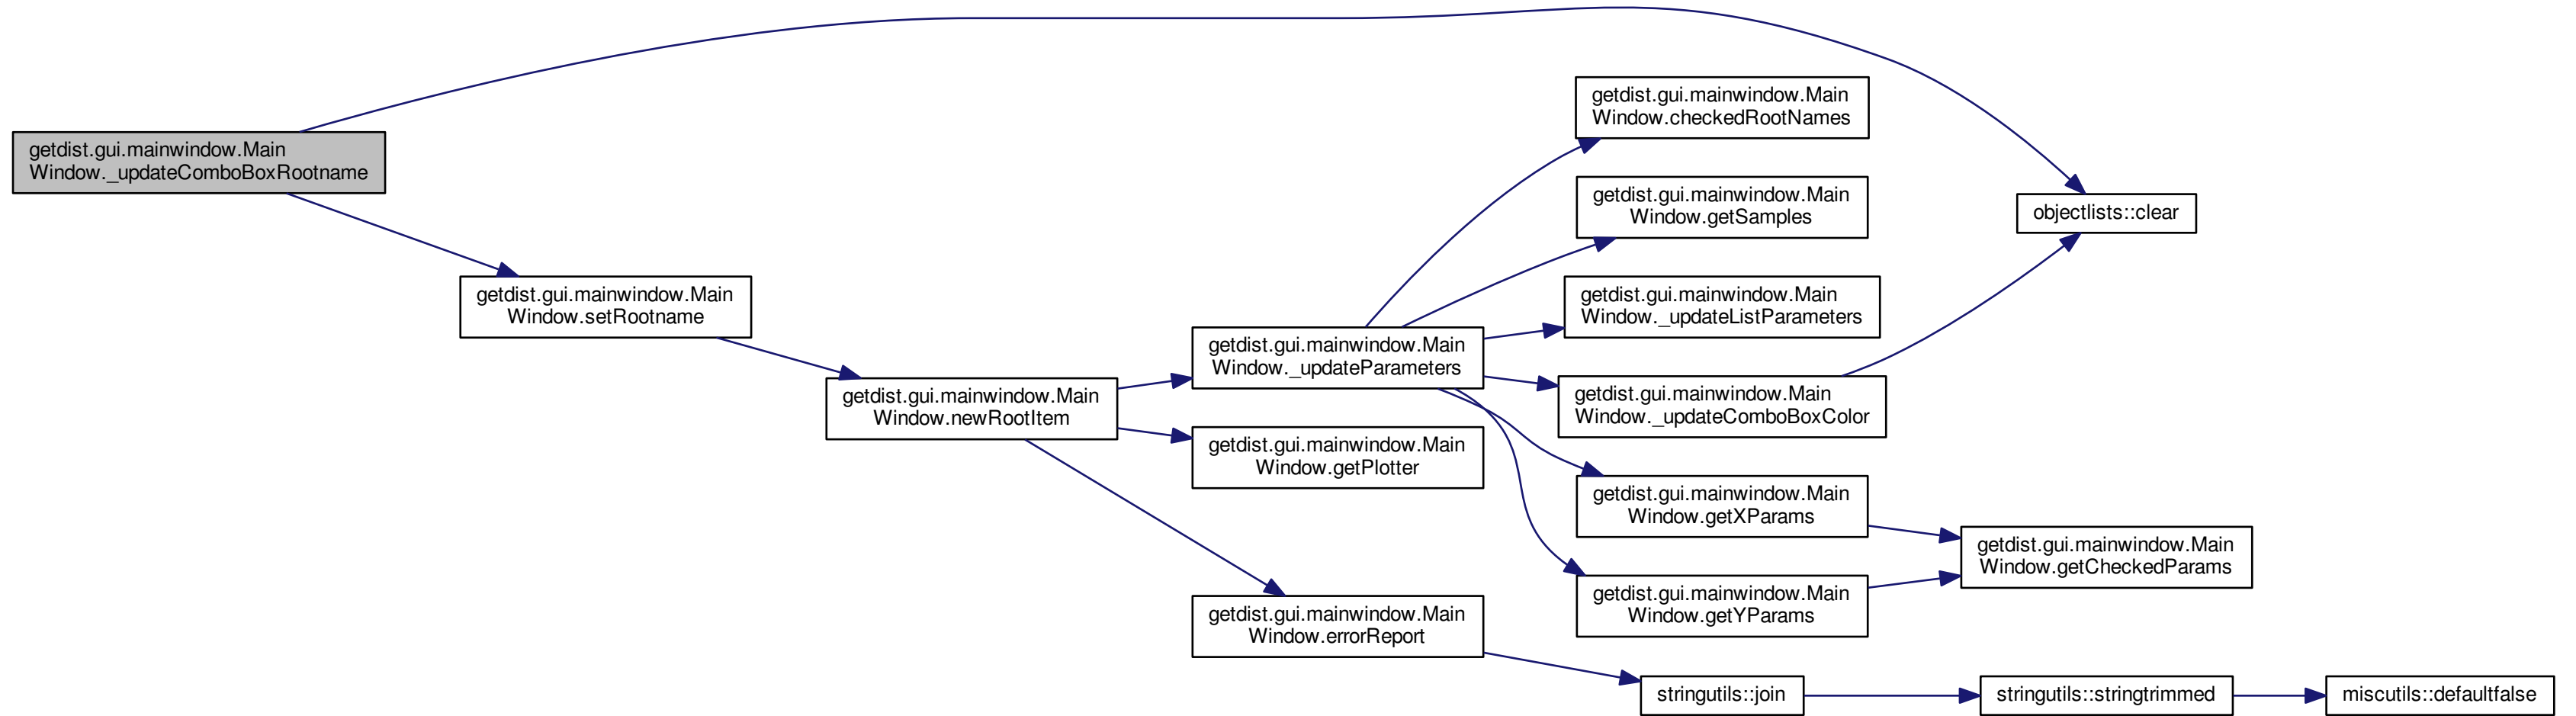 getdist.gui.mainwindow.Main
Window._updateComboBoxRootname
getdist.gui.mainwindow.Main
Window.setRootname
getdist.gui.mainwindow.Main
Window.newRootItem
getdist.gui.mainwindow.Main
Window._updateParameters
getdist.gui.mainwindow.Main
Window.getPlotter
getdist.gui.mainwindow.Main
Window.errorReport
getdist.gui.mainwindow.Main
Window.checkedRootNames
getdist.gui.mainwindow.Main
Window.getSamples
getdist.gui.mainwindow.Main
Window._updateListParameters
getdist.gui.mainwindow.Main
Window._updateComboBoxColor
getdist.gui.mainwindow.Main
Window.getXParams
getdist.gui.mainwindow.Main
Window.getYParams
stringutils::join
objectlists::clear
getdist.gui.mainwindow.Main
Window.getCheckedParams
stringutils::stringtrimmed
miscutils::defaultfalse